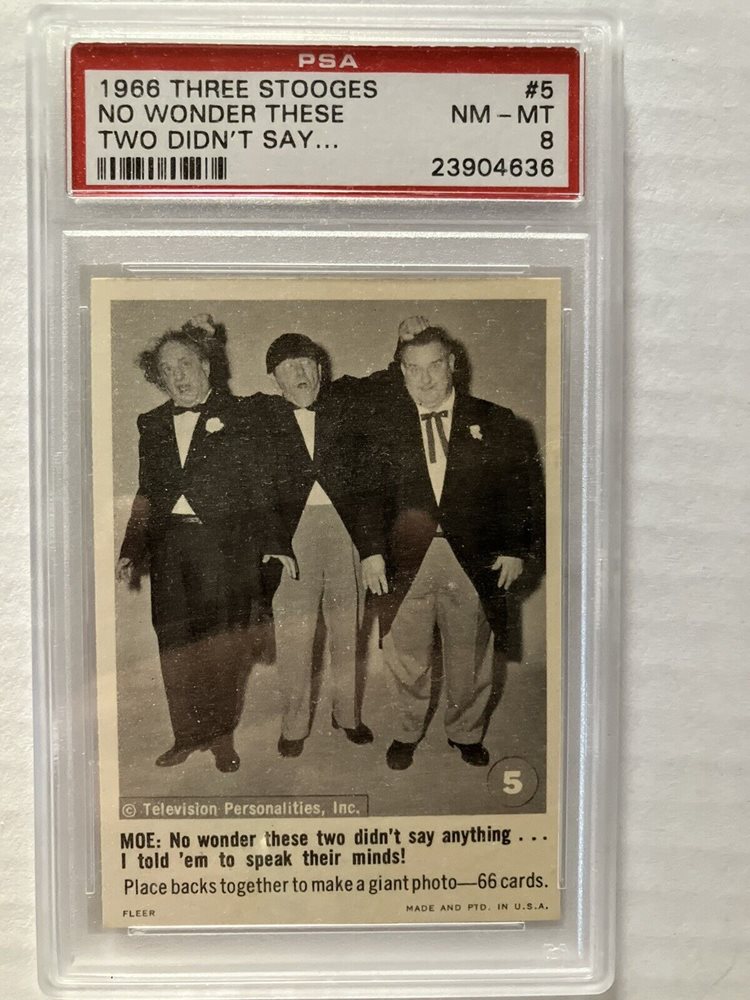 PSA
1966 THREE STOOGES #5
NO WONDER THESE NM - MT
TWO DIDN'T SAY... 8
23904636
5
© Television Personalities, Inc.
MOE: No wonder these two didn't say anything . . .
I told 'em to speak their minds!
Place backs together to make a giant photo—66 cards.
FLEER MADE AND PTD. IN U.S.A.